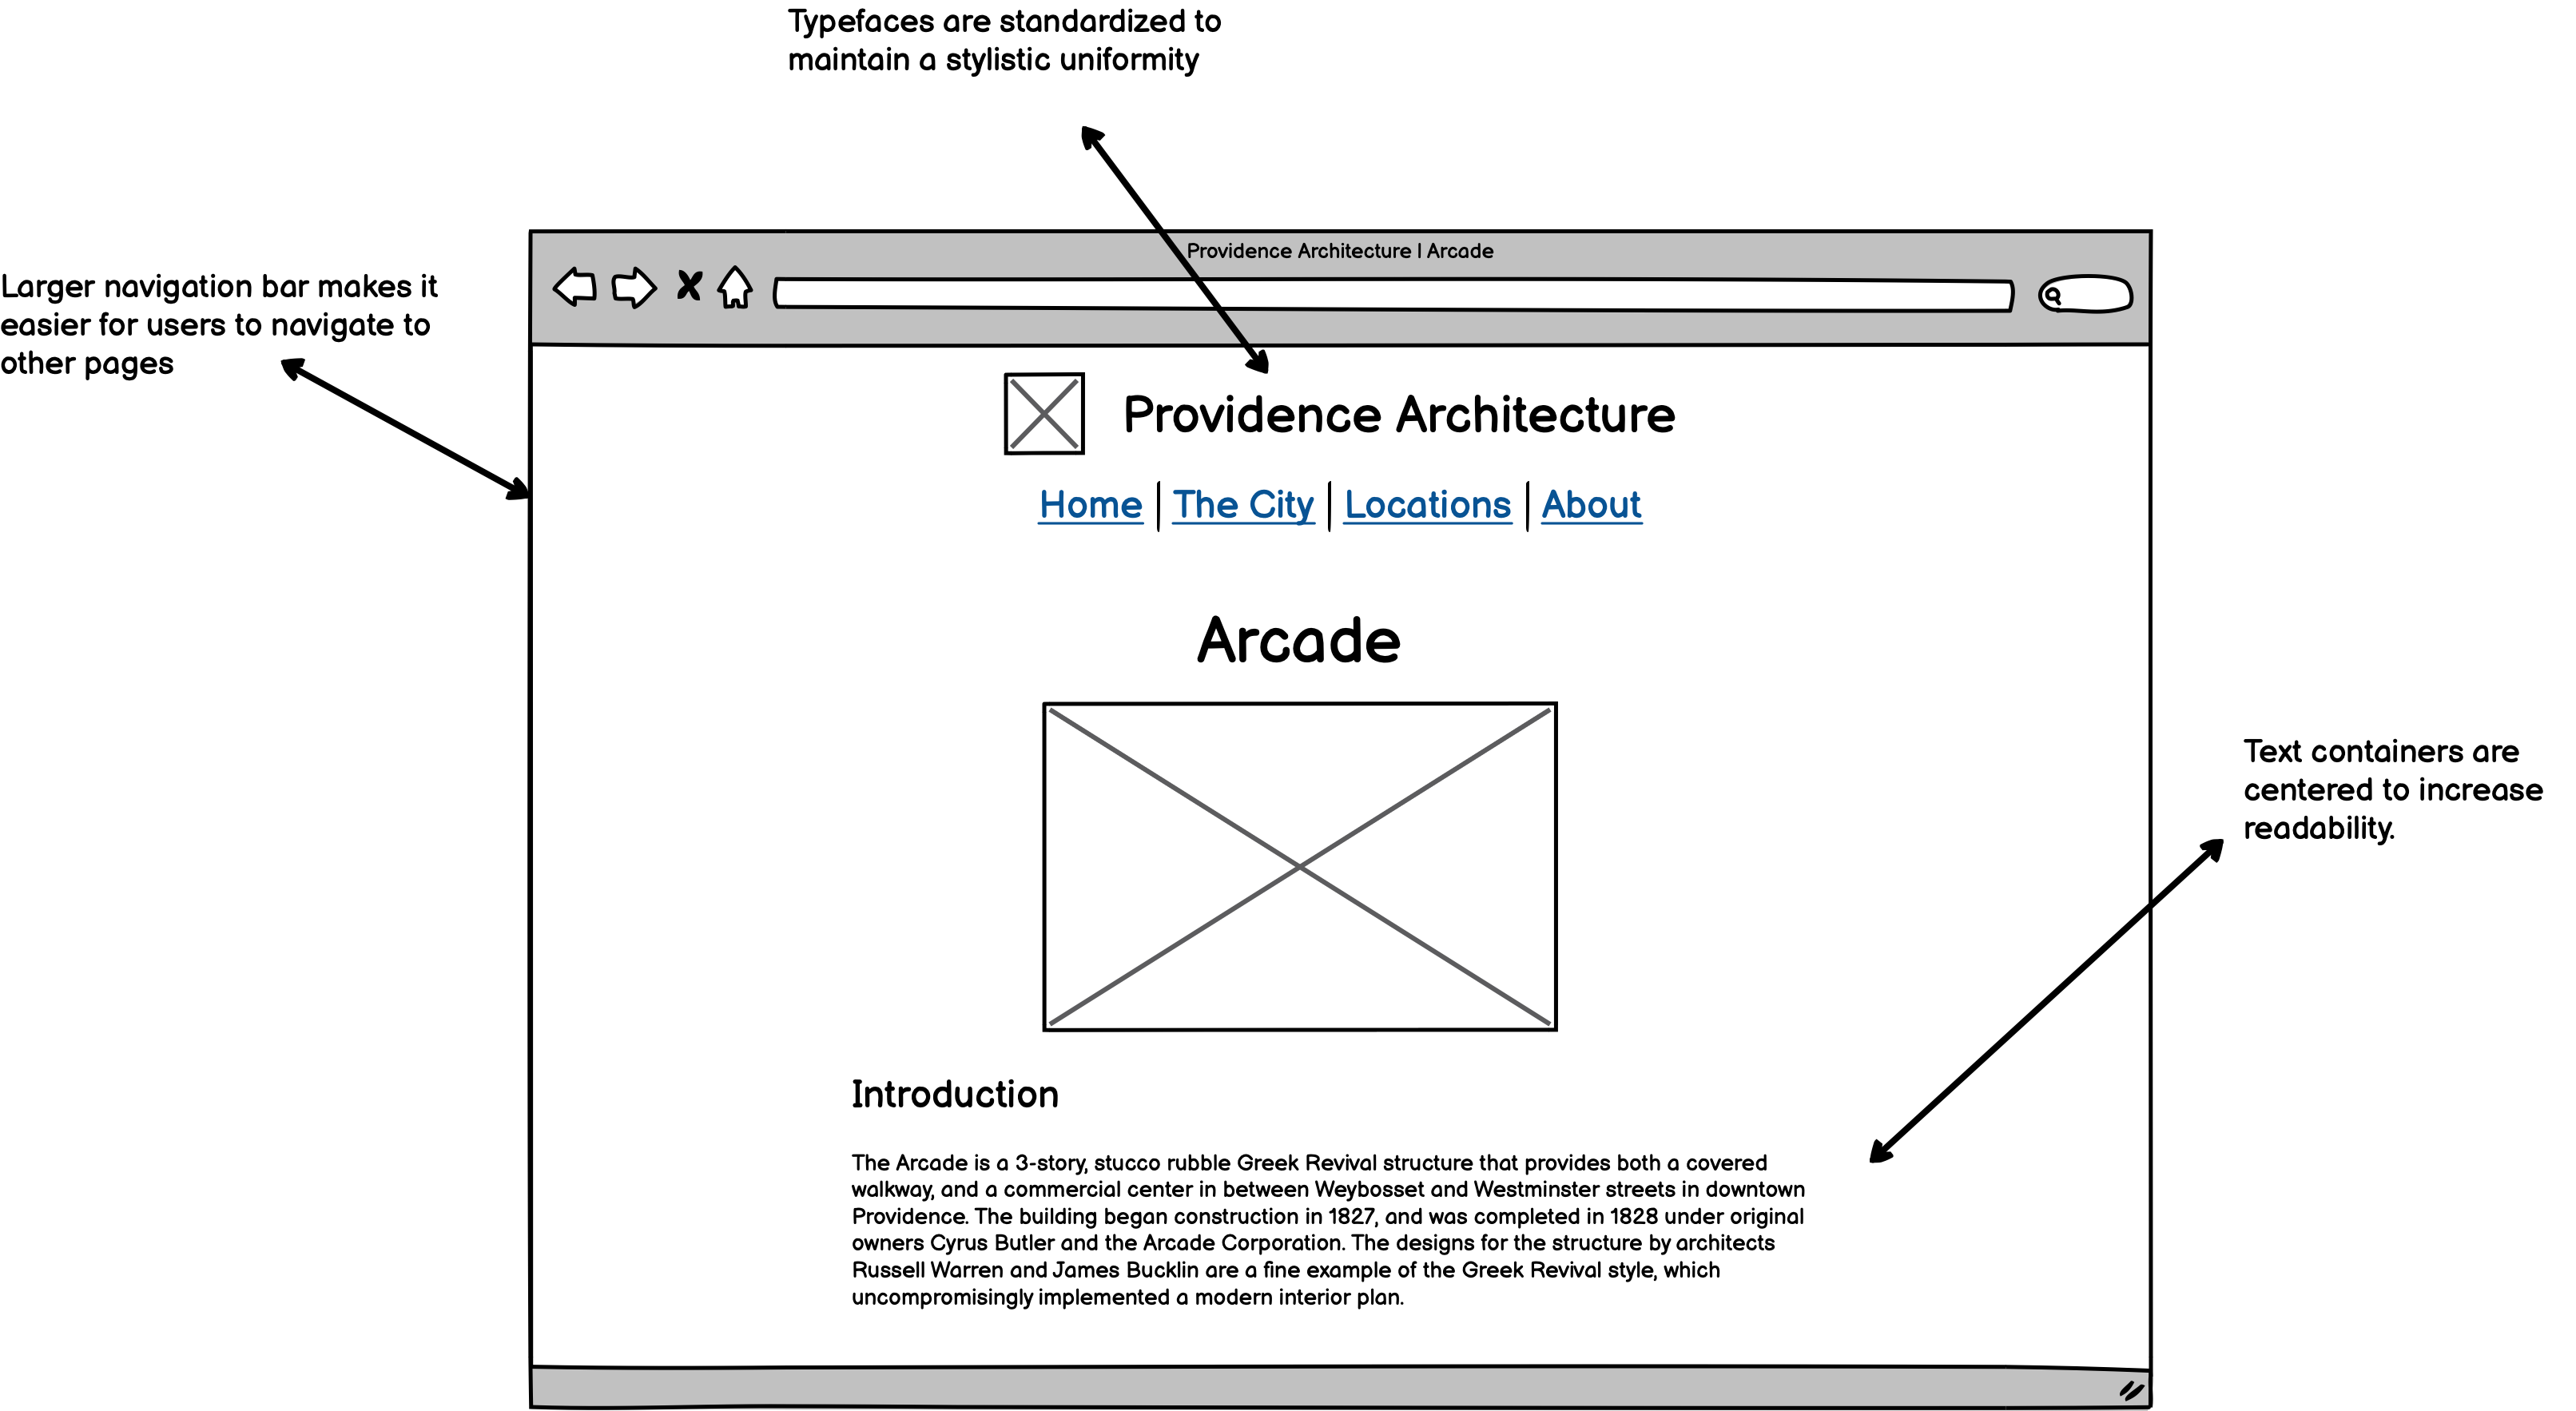 Typefaces are standardized to
maintain a stylistic uniformity
Larger navigation bar makes it
easier for users to navigate to
other pages
Providence Architecture | Arcade
Providence Architecture
Home | The City | Locations | About
Arcade
Text containers are
centered to increase
readability.
Introduction
The Arcade is a 3-story, stucco rubble Greek Revival structure that provides both a covered
walkway, and a commercial center in between Weybosset and Westminster streets in downtown
Providence. The building began construction in 1827, and was completed in 1828 under original
owners Cyrus Butler and the Arcade Corporation. The designs for the structure by architects
Russell Warren and James Bucklin are a fine example of the Greek Revival style, which
uncompromisingly implemented a modern interior plan.